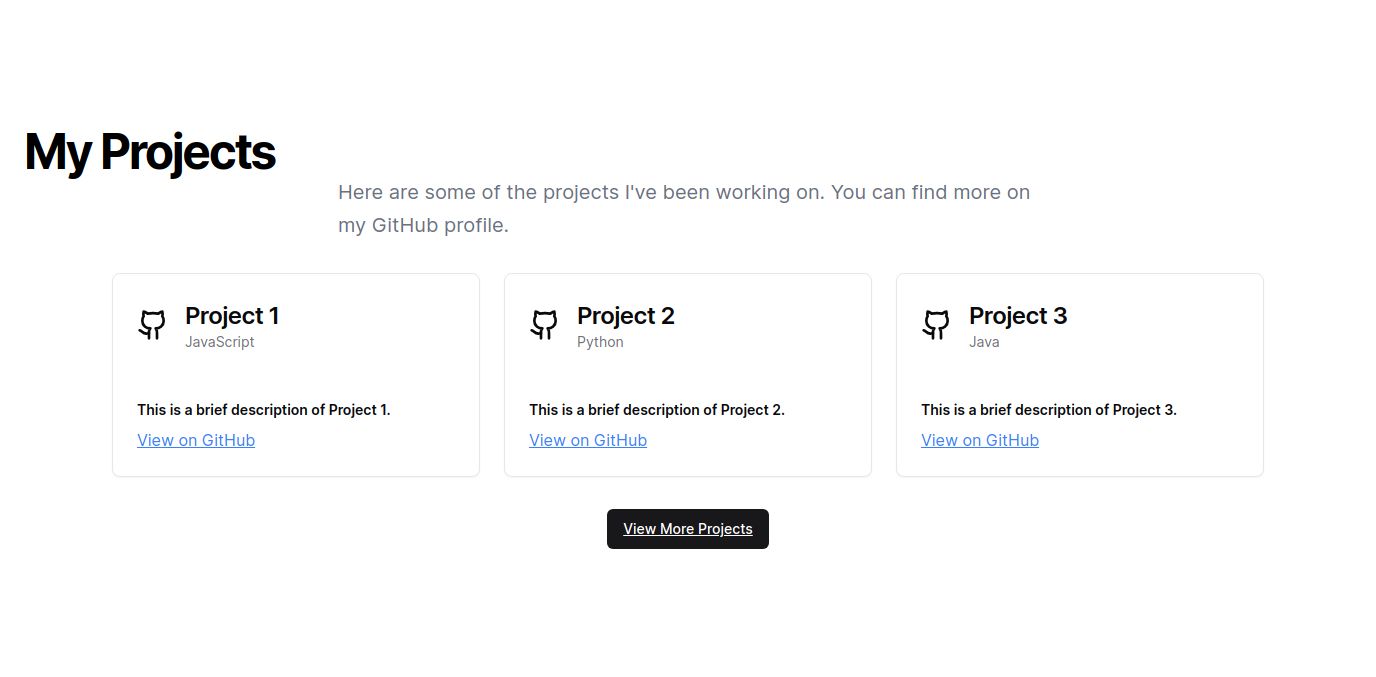 My Projects
Here are some of the projects I've been working on. You can find more on
my GitHub profile.
Project 1
JavaScript
This is a brief description of Project 1.
View on GitHub
Project 2
Python
This is a brief description of Project 2.
View on GitHub
Project 3
Java
This is a brief description of Project 3.
View on GitHub
View More Projects